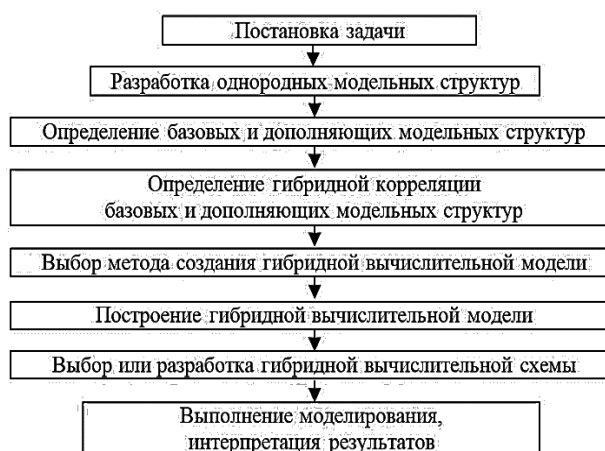 Постановка задачи
Разработка однородных модельных структур
Определение базовых и дополняющих модельных структур
Определение гибридной корреляции
базовых и дополняющих модельных структур
Выбор метода создания гибридной вычислительной модели
Построение гибридной вычислительной модели
Выбор или разработка гибридной вычислительной схемы
Выполнение моделирования,
интерпретация результатов